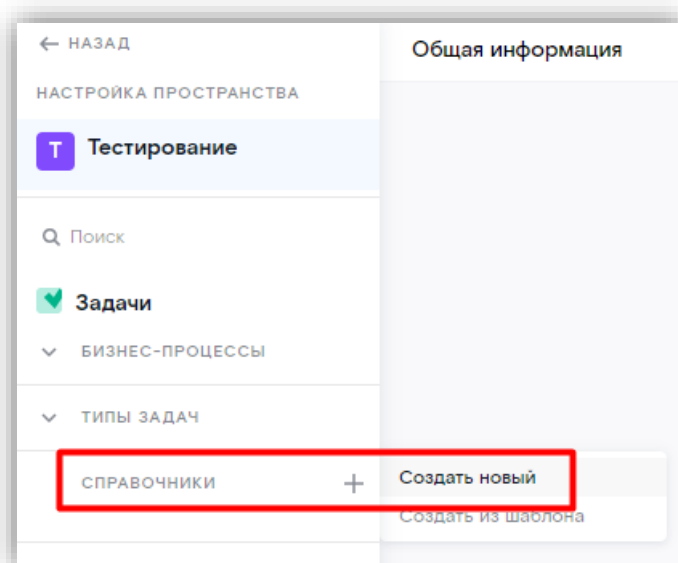 ← НАЗАД
Общая информация
НАСТРОЙКА ПРОСТРАНСТВА
Т Тестирование
Поиск
Задачи
БИЗНЕС-ПРОЦЕССЫ
ТИПЫ ЗАДАЧ
СПРАВОЧНИКИ + Создать новый
Создать из шаблона